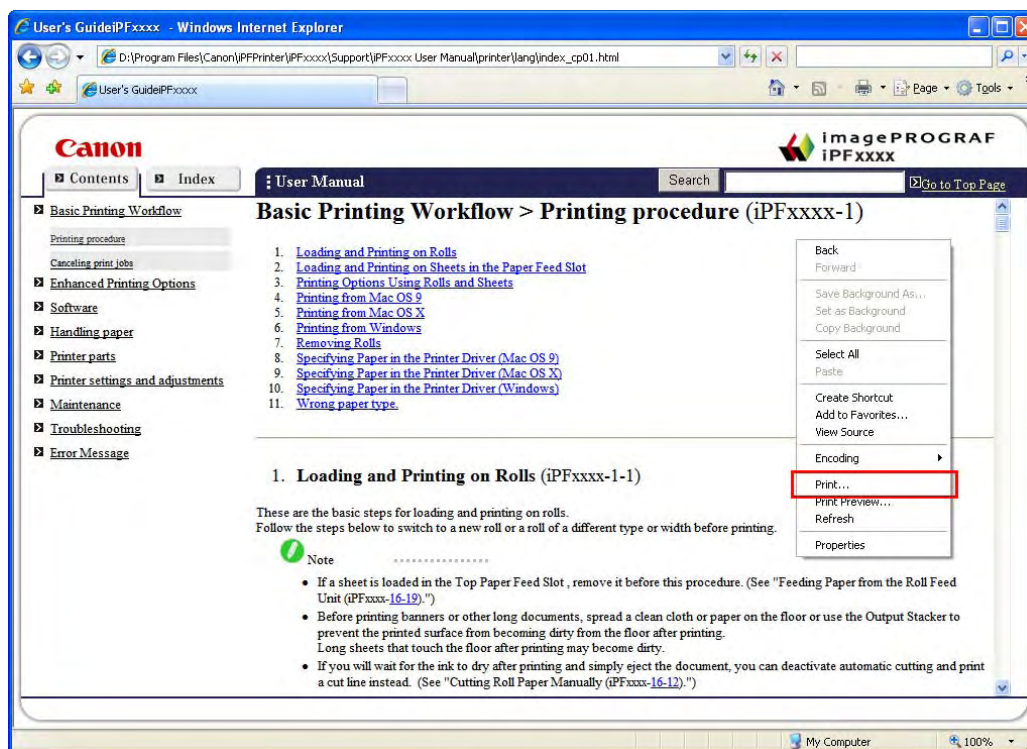 User's GuideiPFxxxx - Windows Internet Explorer
D:\Program Files\Canon\iPFPrinter\iPFxxxx\Support\iPFxxxx User Manual\printer\lang\index_cp01.html
User's GuideiPFxxxx
Page
Tools
Canon
imagePROGRAF
iPFxxxx
Contents
Index
User Manual
Search
Go to Top Page
Basic Printing Workflow
Printing procedure
Canceling print jobs
Enhanced Printing Options
Software
Handling paper
Printer parts
Printer settings and adjustments
Maintenance
Troubleshooting
Error Message
Basic Printing Workflow > Printing procedure (iPFxxxx-1)
1. Loading and Printing on Rolls
2. Loading and Printing on Sheets in the Paper Feed Slot
3. Printing Options Using Rolls and Sheets
4. Printing from Mac OS 9
5. Printing from Mac OS X
6. Printing from Windows
7. Removing Rolls
8. Specifying Paper in the Printer Driver (Mac OS 9)
9. Specifying Paper in the Printer Driver (Mac OS X)
10. Specifying Paper in the Printer Driver (Windows)
11. Wrong paper type.
Back
Forward
Save Background As...
Set as Background
Copy Background
Select All
Paste
Create Shortcut
Add to Favorites...
View Source
Encoding
Print...
Print Preview...
Refresh
Properties
1. Loading and Printing on Rolls (iPFxxxx-1-1)
These are the basic steps for loading and printing on rolls.
Follow the steps below to switch to a new roll or a roll of a different type or width before printing.
Note
• If a sheet is loaded in the Top Paper Feed Slot , remove it before this procedure. (See "Feeding Paper from the Roll Feed
Unit (iPFxxxx-16-19).")
• Before printing banners or other long documents, spread a clean cloth or paper on the floor or use the Output Stacker to
prevent the printed surface from becoming dirty from the floor after printing.
Long sheets that touch the floor after printing may become dirty.
• If you will wait for the ink to dry after printing and simply eject the document, you can deactivate automatic cutting and print
a cut line instead. (See "Cutting Roll Paper Manually (iPFxxxx-16-12).")
My Computer
100%